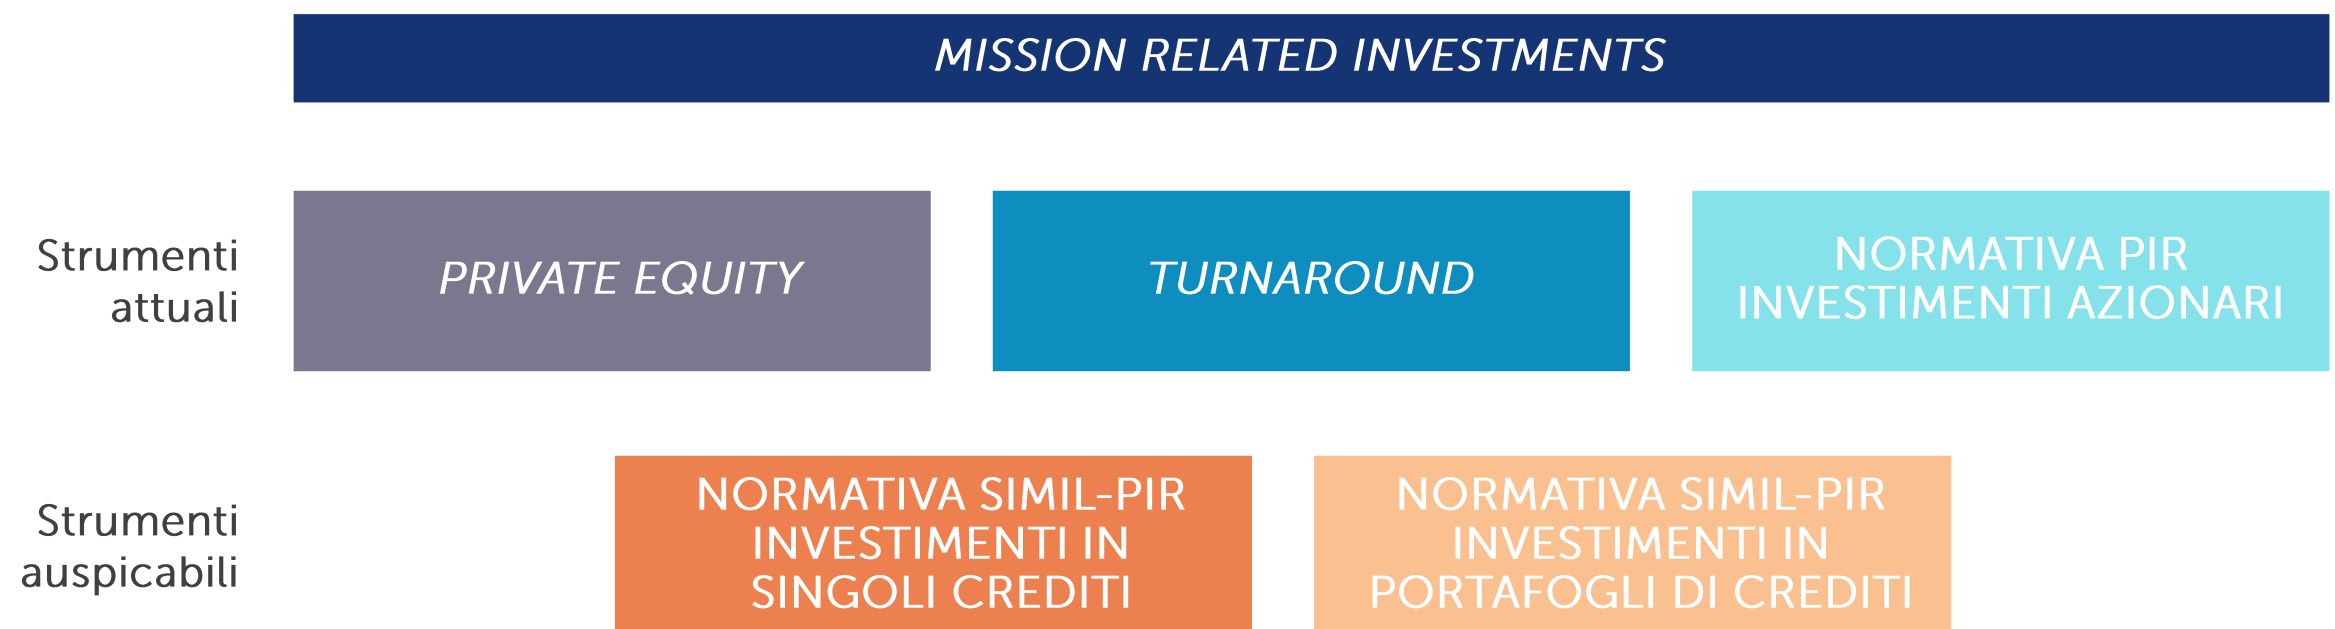 MISSION RELATED INVESTMENTS
Strumenti
attuali
PRIVATE EQUITY
TURNAROUND
NORMATIVA PIR
INVESTIMENTI AZIONARI
Strumenti
auspicabili
NORMATIVA SIMIL-PIR
INVESTIMENTI IN
SINGOLI CREDITI
NORMATIVA SIMIL-PIR
INVESTIMENTI IN
PORTAFOGLI DI CREDITI